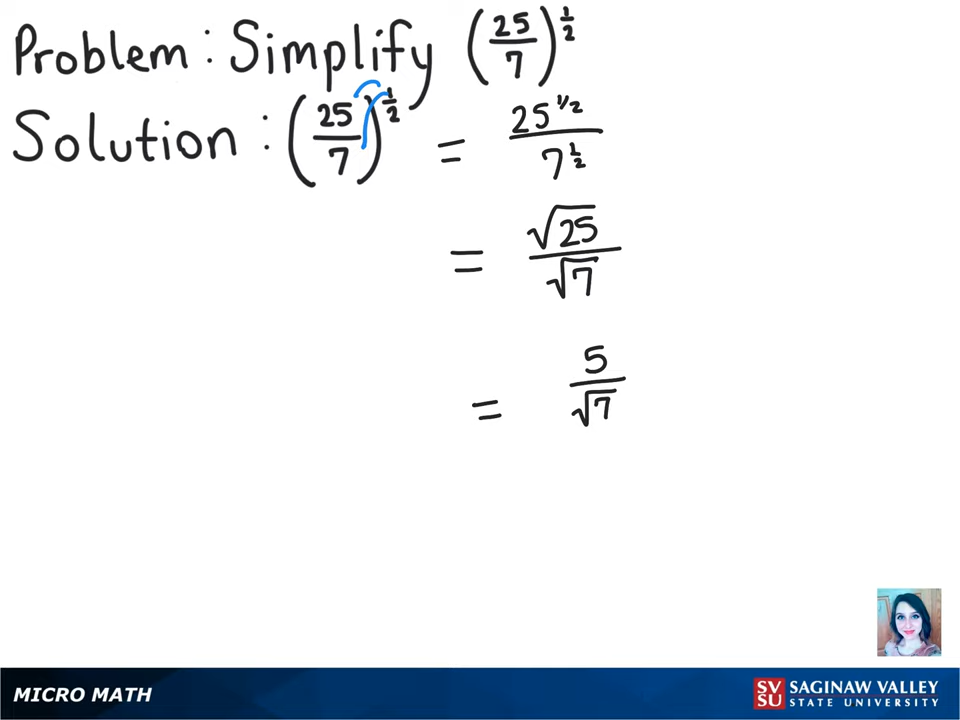 Problem: Simplify (25/7)^1/2
Solution: (25/7)^1/2 = 25^1/2 / 7^1/2
= √25 / √7
= 5 / √7
MICRO MATH
SVSU SAGINAW VALLEY STATE UNIVERSITY